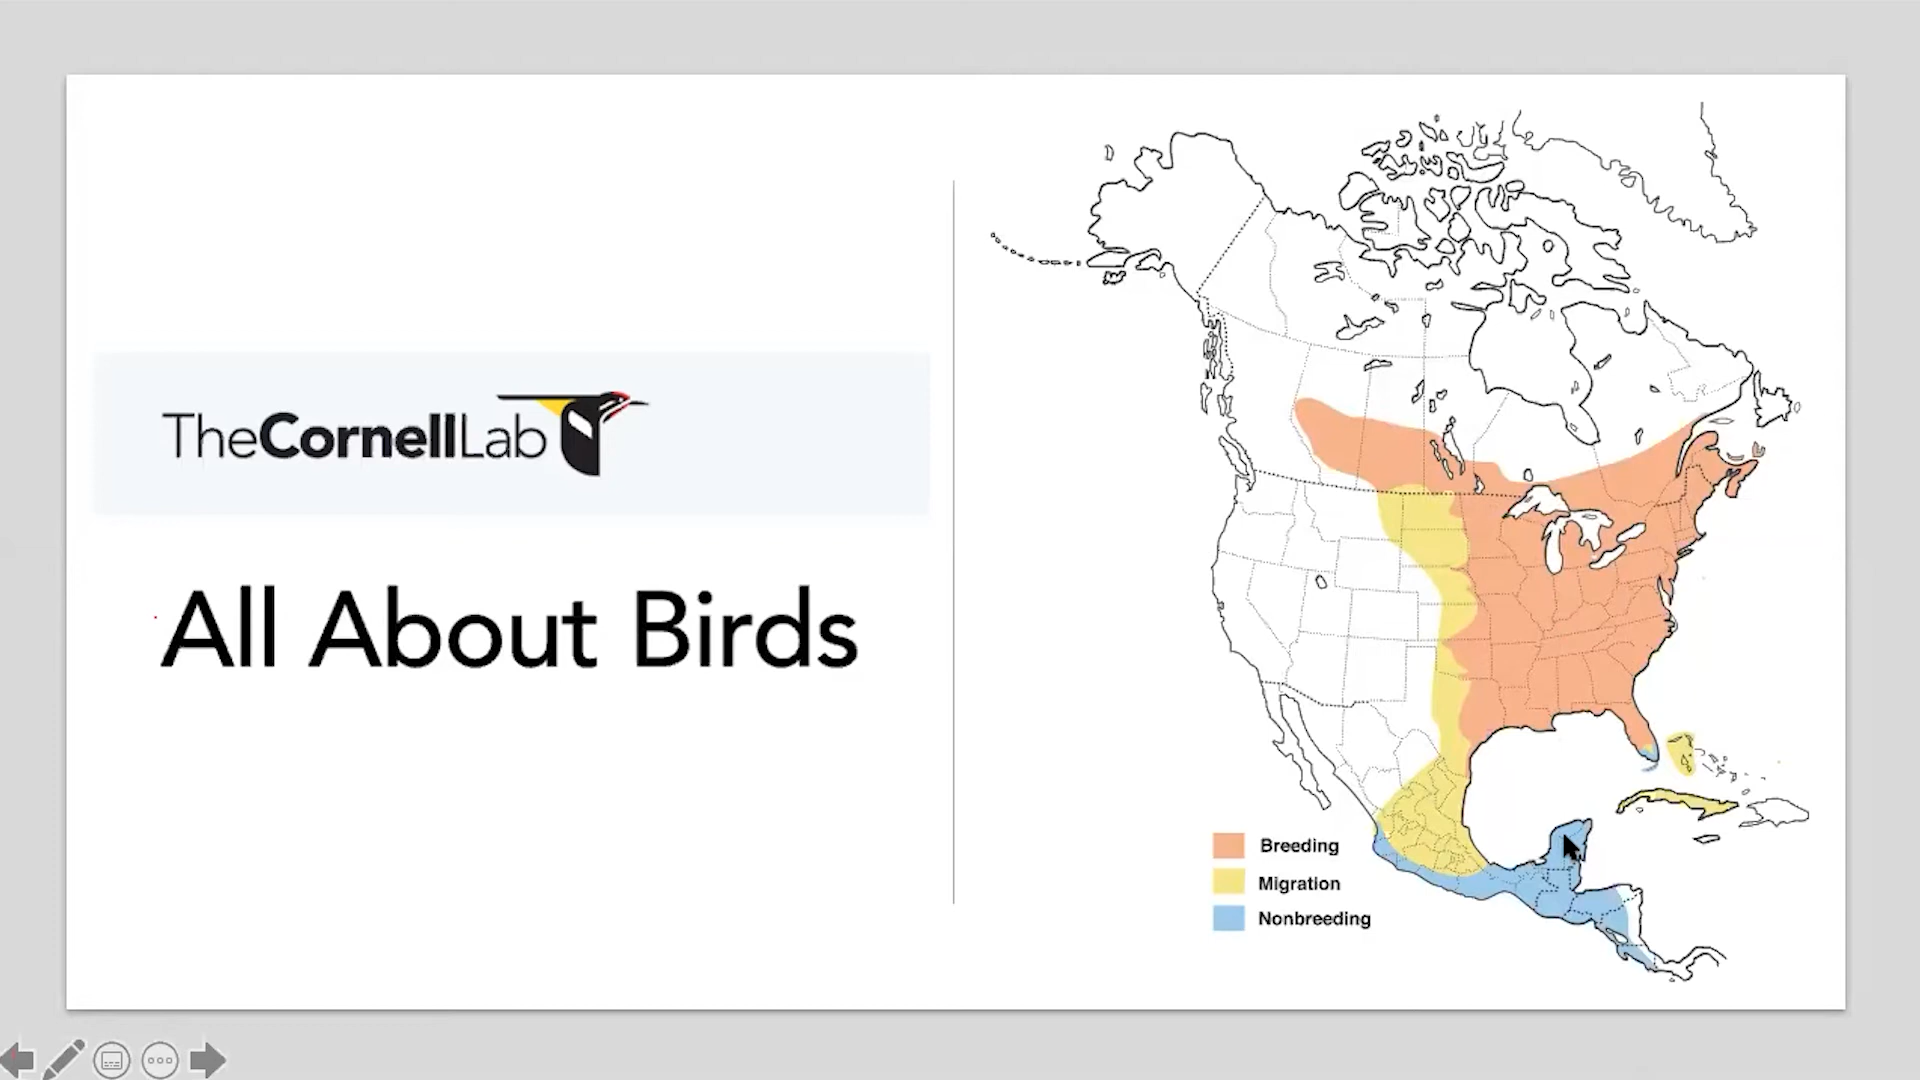 TheCornellLab
All About Birds
Breeding
Migration
Nonbreeding